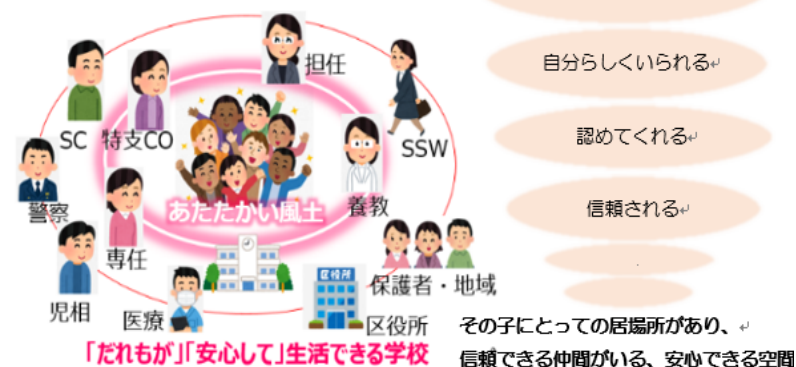 担任
SC
特支CO
SSW
警察
あたたかい風土
養教
専任
児相
医療
区役所
保護者・地域
区役所
「だれもが」「安心して」生活できる学校
自分らしくいられる
認めてくれる
信頼される
その子にとっての居場所があり、
信頼できる仲間がいる、安心できる空間